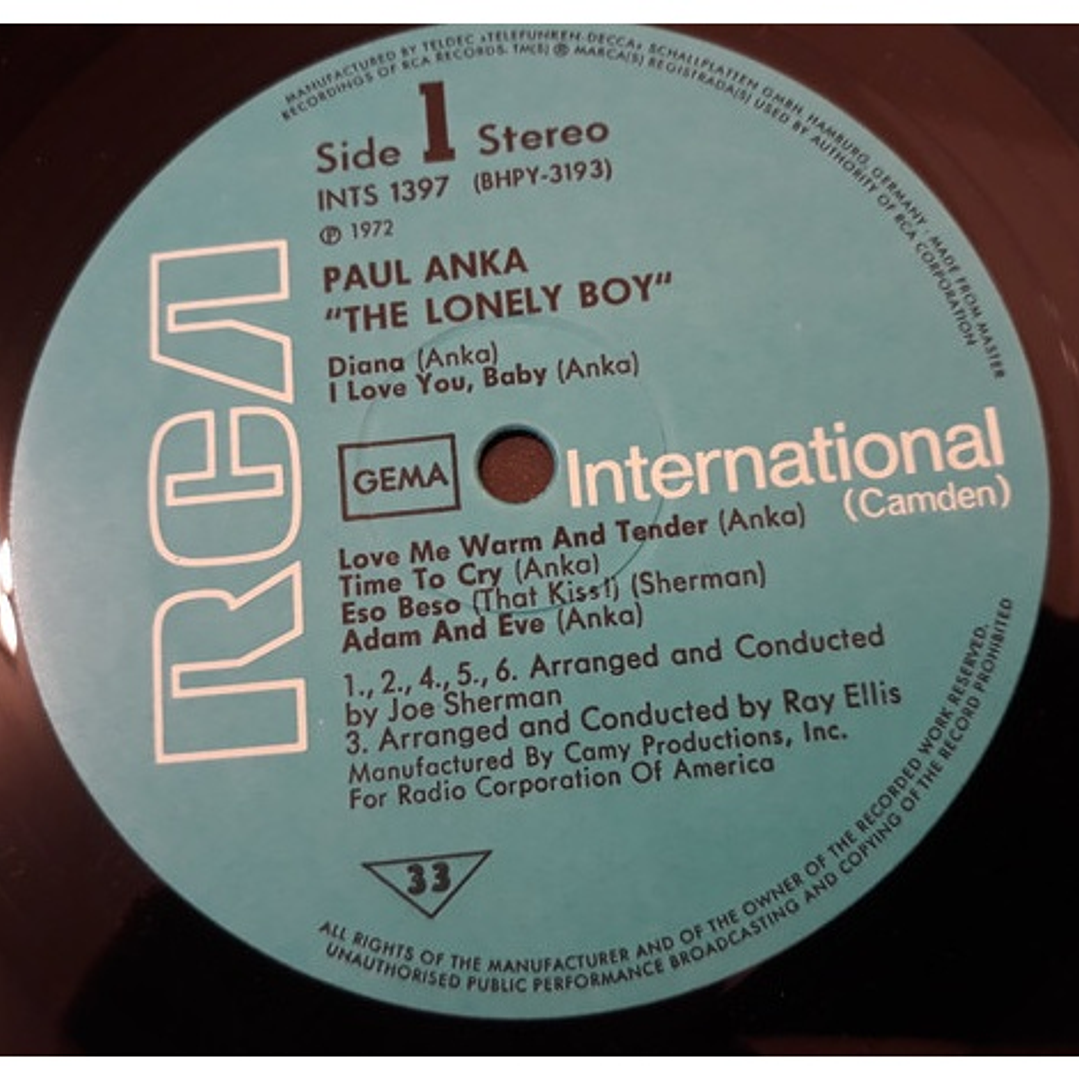 MANUFACTURED BY TELDEC »TELEFUNKEN-DECCA« SCHALLPLATTEN GMBH, HAMBURG, GERMANY · MADE FROM MASTER
RECORDINGS OF RCA RECORDS. TM(S) ® MARCA(S) REGISTRADA(S) USED BY AUTHORITY OF RCA CORPORATION
Side 1 Stereo
INTS 1397 (BHPY-3193)
℗ 1972
PAUL ANKA
"THE LONELY BOY"
Diana (Anka)
I Love You, Baby (Anka)
RCA
GEMA
International
(Camden)
Love Me Warm And Tender (Anka)
Time To Cry (Anka)
Eso Beso (That Kiss!) (Sherman)
Adam And Eve (Anka)
1., 2., 4., 5., 6. Arranged and Conducted
by Joe Sherman
3. Arranged and Conducted by Ray Ellis
Manufactured By Camy Productions, Inc.
For Radio Corporation Of America
33
ALL RIGHTS OF THE MANUFACTURER AND OF THE OWNER OF THE RECORDED WORK RESERVED.
UNAUTHORISED PUBLIC PERFORMANCE BROADCASTING AND COPYING OF THE RECORD PROHIBITED